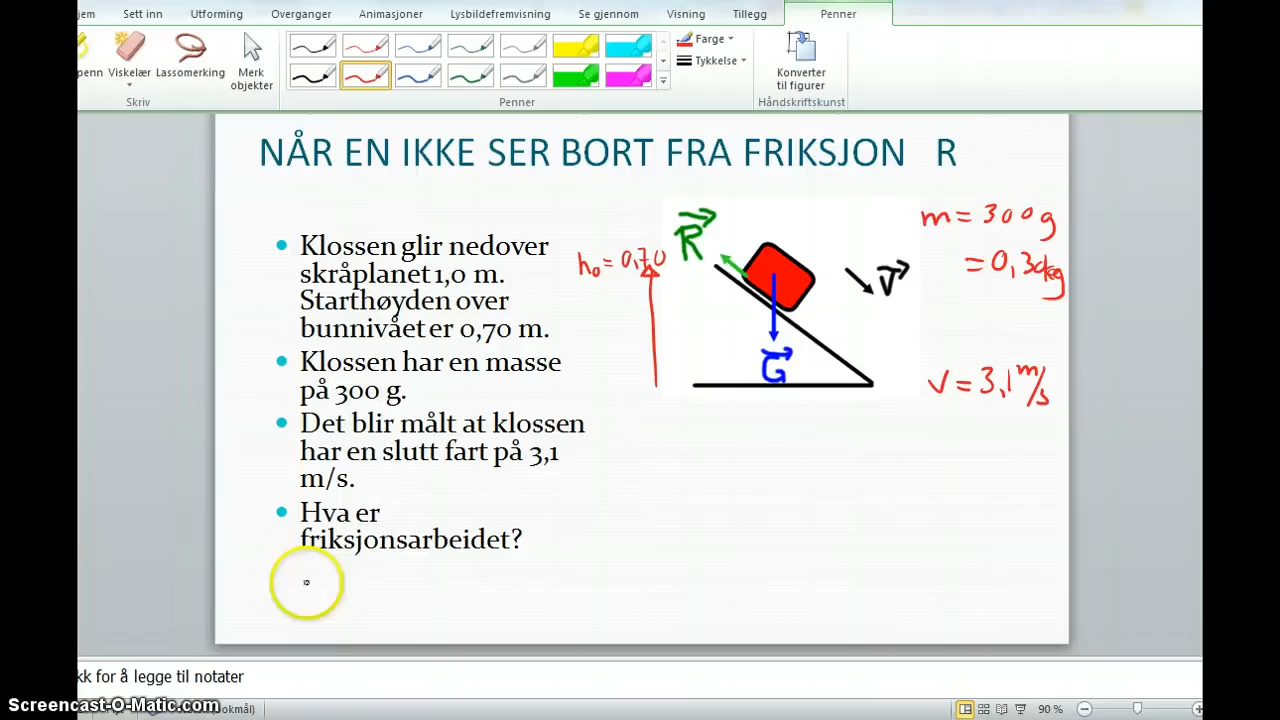 jem Sett inn Utforming Overganger Animasjoner Lysbildefremvisning Se gjennom Visning Tillegg Penner
penn Viskelær Lassomerking Merk objekter
Farge
Tykkelse
Konverter til figurer
Skriv Penner Håndskriftskunst
NÅR EN IKKE SER BORT FRA FRIKSJON R
Klossen glir nedover
skråplanet 1,0 m.
Starthøyden over
bunnivået er 0,70 m.
Klossen har en masse
på 300 g.
Det blir målt at klossen
har en slutt fart på 3,1
m/s.
Hva er
friksjonsarbeidet?
h₀ = 0,70
R
V
G
m = 300g
= 0,30kg
v = 3,1 m/s
kk for å legge til notater
Screencast-O-Matic.com
okmål)
90 %